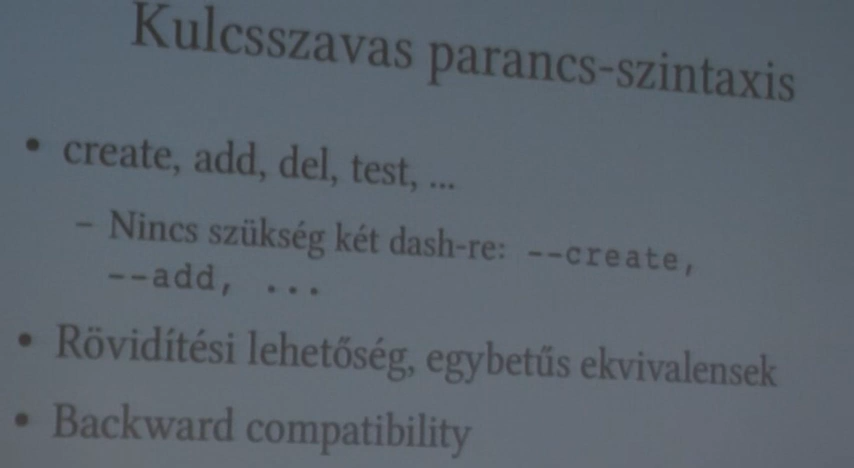 Kulcsszavas parancs-szintaxis
• create, add, del, test, ...
– Nincs szükség két dash-re: --create,
--add, ...
• Rövidítési lehetőség, egybetűs ekvivalensek
• Backward compatibility